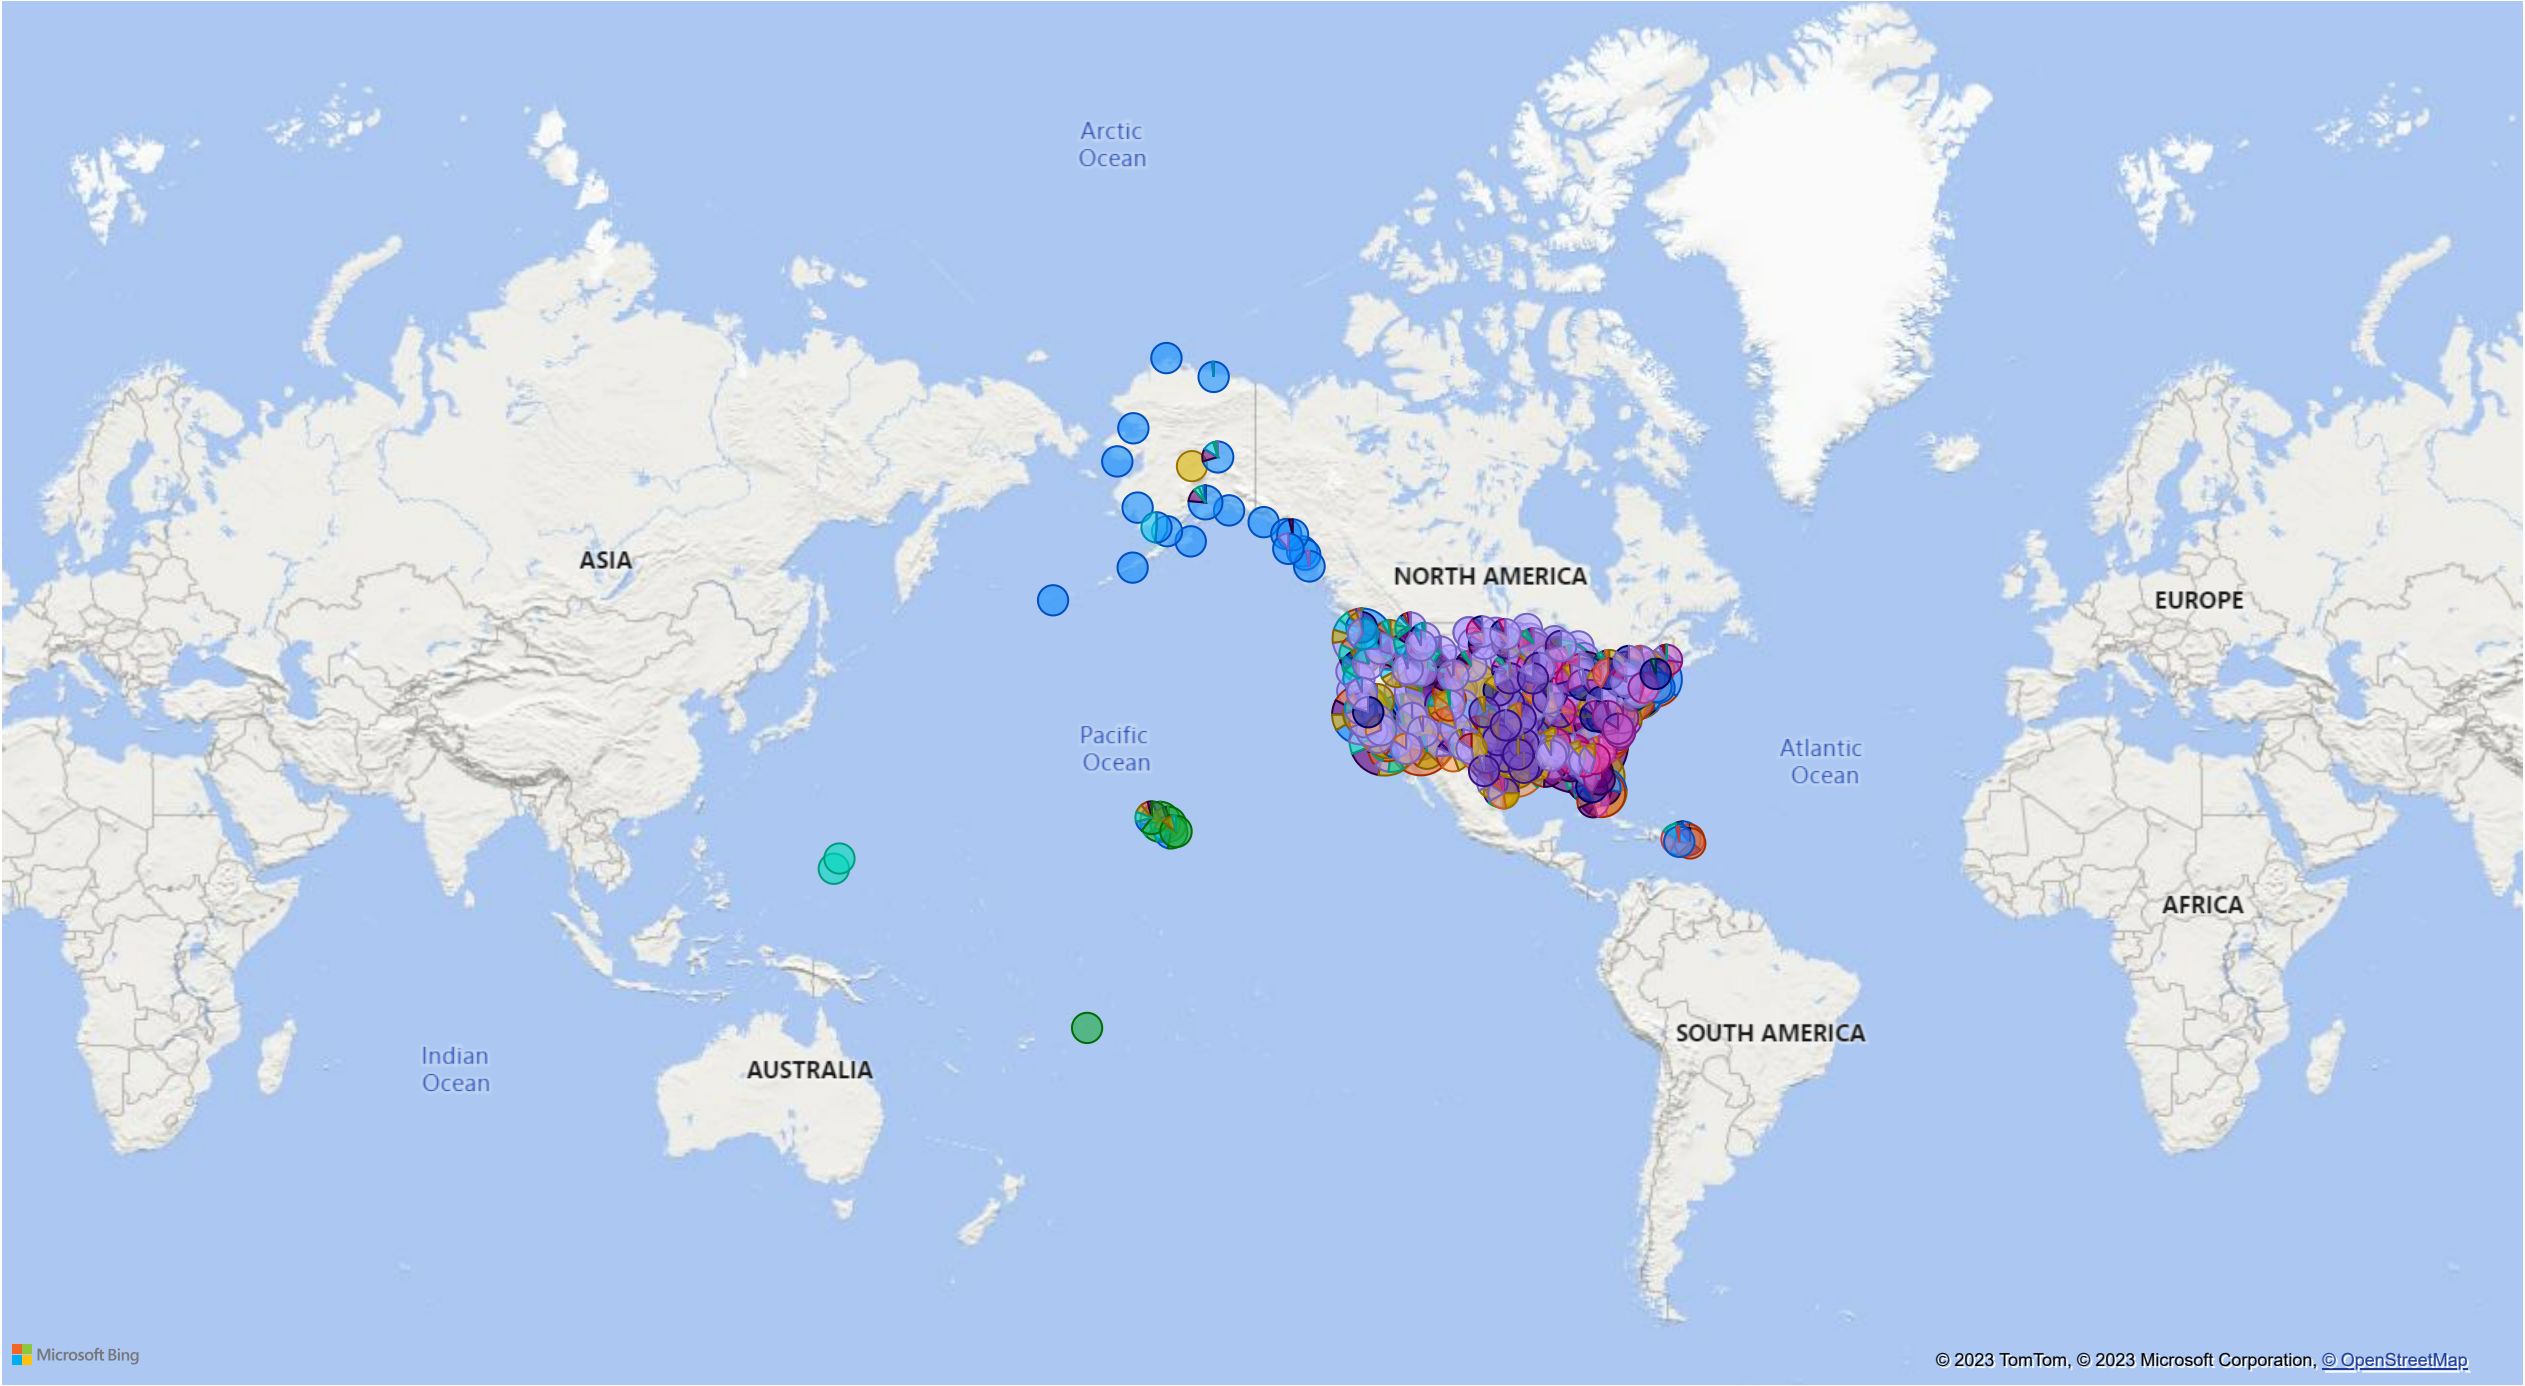 Arctic
Ocean
ASIA
NORTH AMERICA
EUROPE
Pacific
Ocean
Atlantic
Ocean
AFRICA
SOUTH AMERICA
Indian
Ocean
AUSTRALIA
Microsoft Bing
© 2023 TomTom, © 2023 Microsoft Corporation, © OpenStreetMap